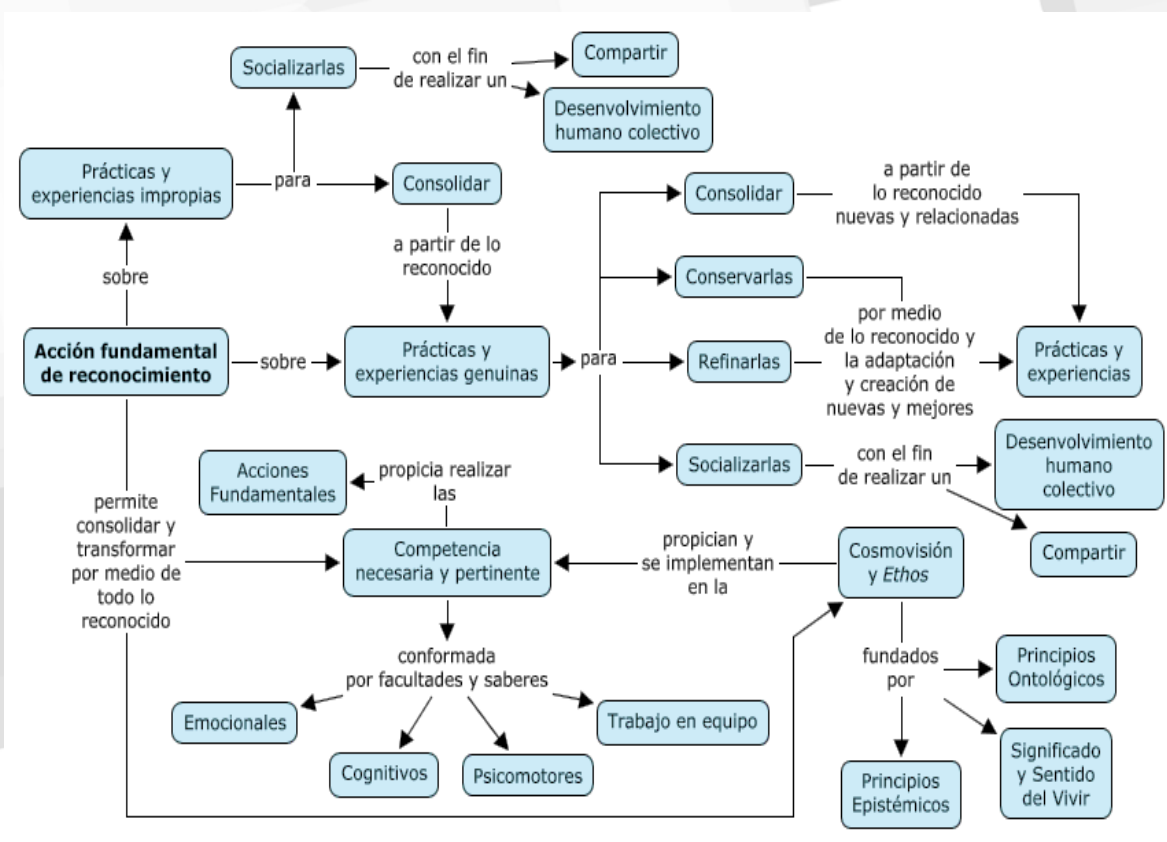 Socializarlas
con el fin
de realizar un
Compartir
Desenvolvimiento
humano colectivo
Prácticas y
experiencias impropias
para
Consolidar
a partir de lo
reconocido
Consolidar
a partir de
lo reconocido
nuevas y relacionadas
sobre
Conservarlas
Acción fundamental
de reconocimiento
sobre
Prácticas y
experiencias genuinas
para
Refinarlas
por medio
de lo reconocido y
la adaptación
y creación de
nuevas y mejores
Prácticas y
experiencias
Socializarlas
con el fin
de realizar un
Desenvolvimiento
humano
colectivo
Compartir
Acciones
Fundamentales
propicia realizar
las
permite
consolidar y
transformar
por medio de
todo lo
reconocido
Competencia
necesaria y pertinente
propician y
se implementan
en la
Cosmovisión
y Ethos
conformada
por facultades y saberes
Emocionales
Cognitivos
Psicomotores
Trabajo en equipo
fundados
por
Principios
Ontológicos
Principios
Epistémicos
Significado
y Sentido
del Vivir